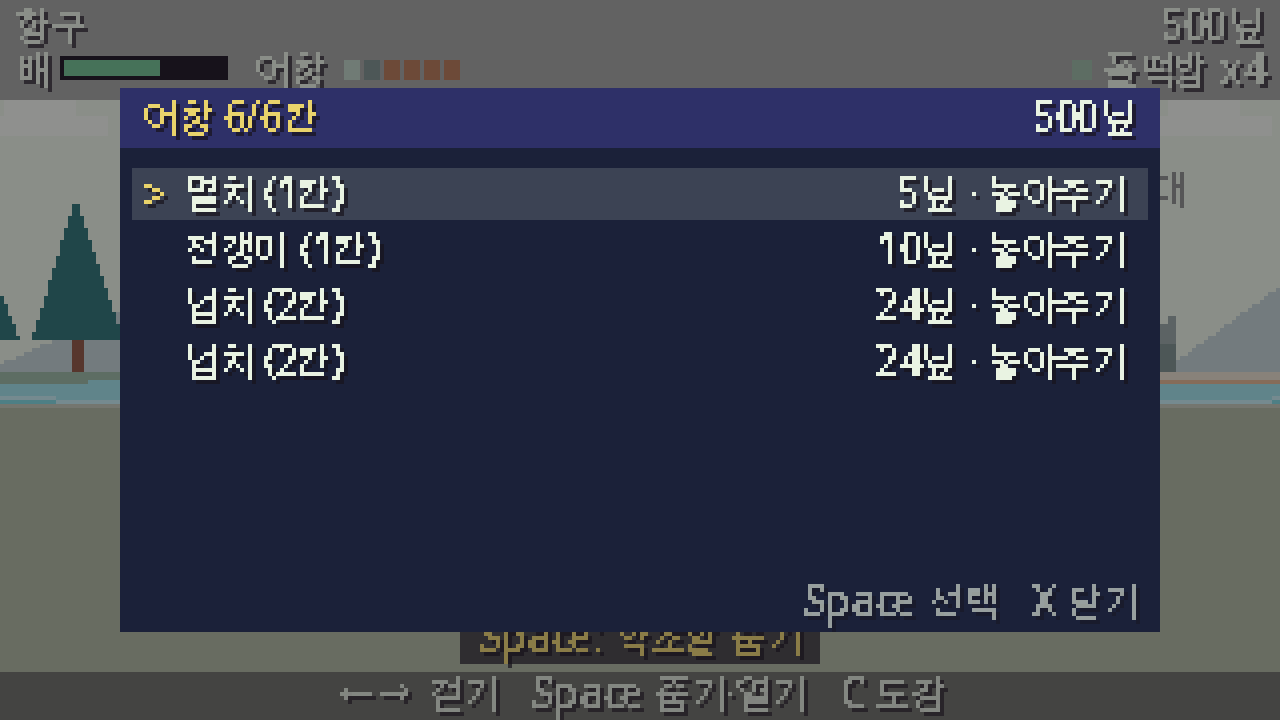 항구
500닢
배
어창
떡밥 x4
어창 6/6칸
500닢
> 멸치 (1칸)
5닢 · 놓아주기
전갱이 (1칸)
10닢 · 놓아주기
넙치 (2칸)
24닢 · 놓아주기
넙치 (2칸)
24닢 · 놓아주기
Space 선택 X 닫기
Space:
←→ 걷기 Space 줍기·열기 C 도감